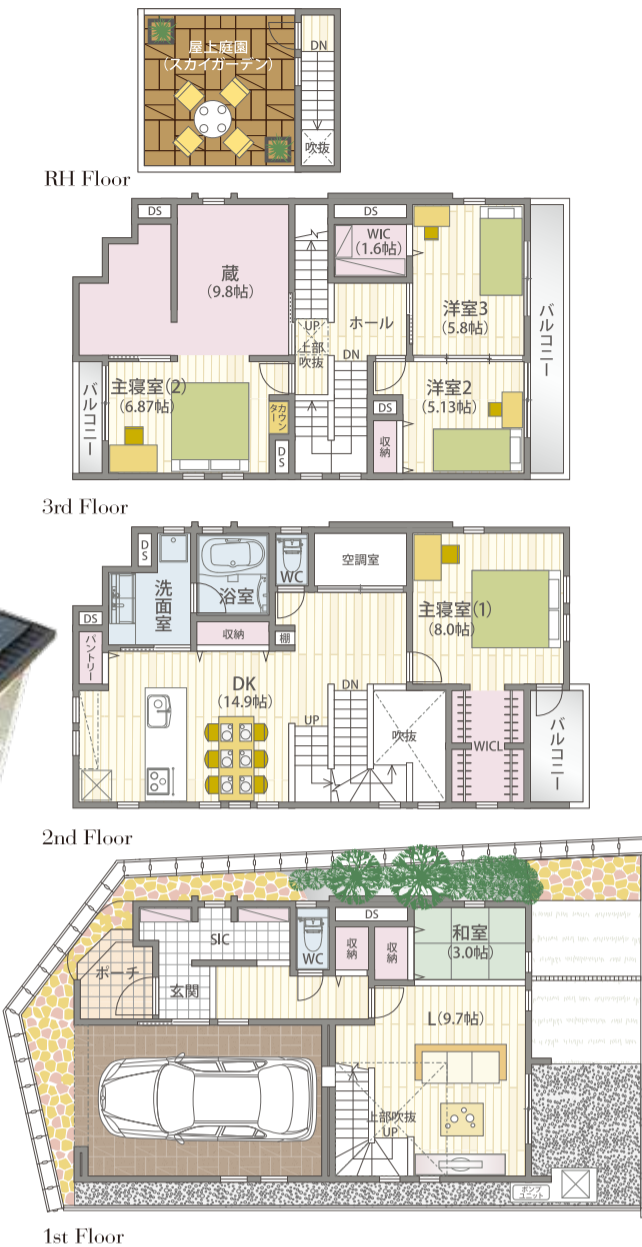 屋上庭園
(スカイガーデン)
DN
吹抜
RH Floor
DS
DS
WIC
(1.6帖)
蔵
(9.8帖)
洋室3
(5.8帖)
バルコニー
UP
上部
吹抜
ホール
DN
主寝室(2)
(6.87帖)
バルコニー
カウンター
DS
洋室2
(5.13帖)
DS
収納
3rd Floor
DS
洗面室
浴室
WC
空調室
主寝室(1)
(8.0帖)
DS
パントリー
収納
棚
DK
(14.9帖)
DN
UP
吹抜
WICL
バルコニー
2nd Floor
DS
SIC
WC
収納
収納
和室
(3.0帖)
ポーチ
玄関
L(9.7帖)
上部吹抜
UP
ポンプ
ユニット
1st Floor